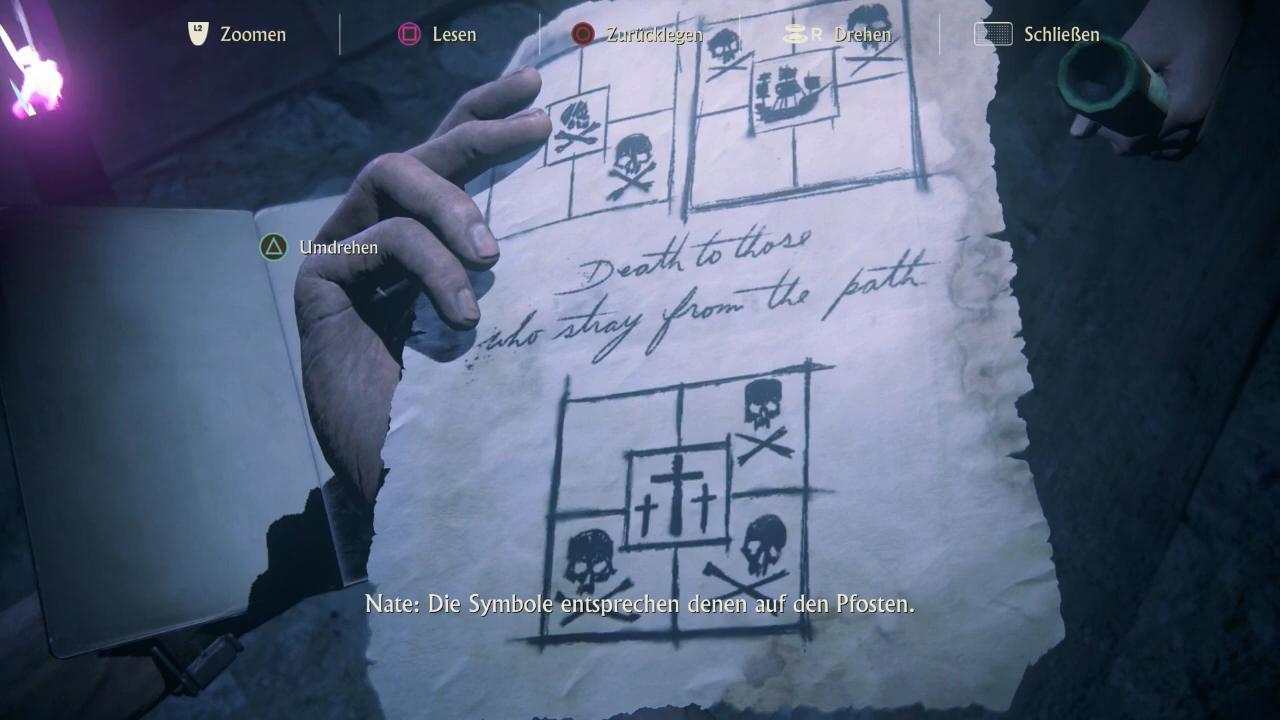 L2 Zoomen
Lesen
Zurücklegen
R Drehen
Schließen
Umdrehen
Death to those
who stray from the path
Nate: Die Symbole entsprechen denen auf den Pfosten.